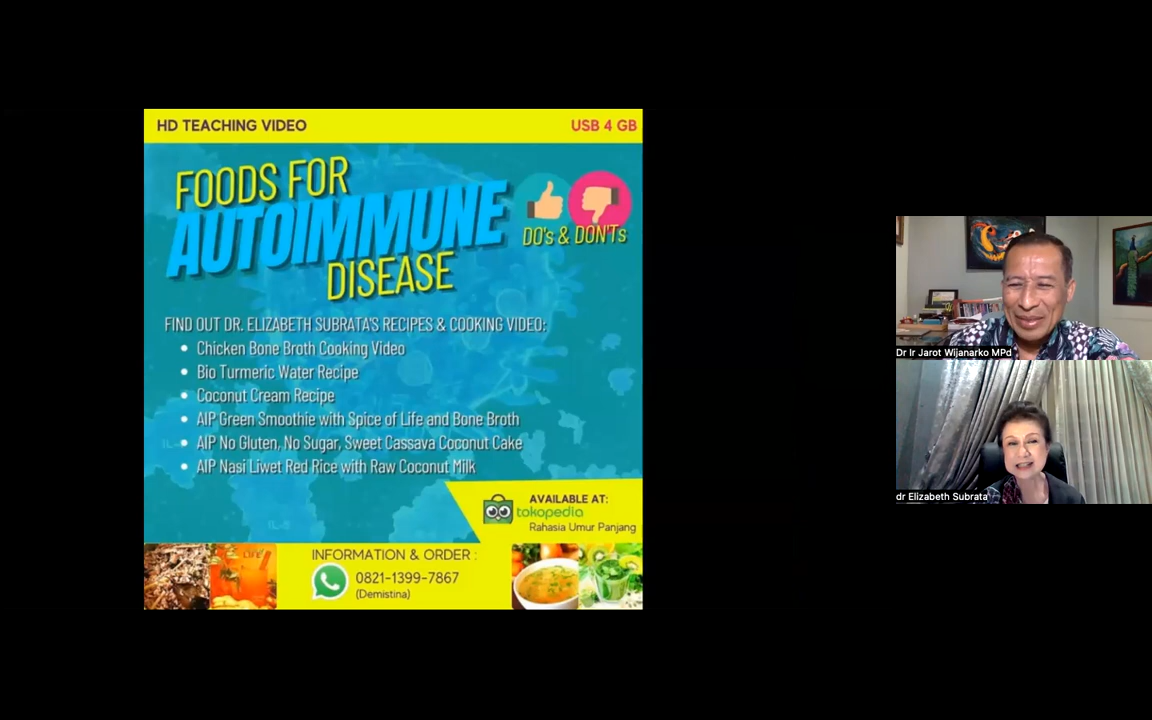 HD TEACHING VIDEO
USB 4 GB
FOODS FOR
AUTOIMMUNE
DISEASE
DO's & DON'Ts
FIND OUT DR. ELIZABETH SUBRATA'S RECIPES & COOKING VIDEO:
• Chicken Bone Broth Cooking Video
• Bio Turmeric Water Recipe
• Coconut Cream Recipe
• AIP Green Smoothie with Spice of Life and Bone Broth
• AIP No Gluten, No Sugar, Sweet Cassava Coconut Cake
• AIP Nasi Liwet Red Rice with Raw Coconut Milk
AVAILABLE AT:
tokopedia
Rahasia Umur Panjang
INFORMATION & ORDER :
0821-1399-7867
(Demistina)
Dr Ir Jarot Wijanarko MPd
dr Elizabeth Subrata